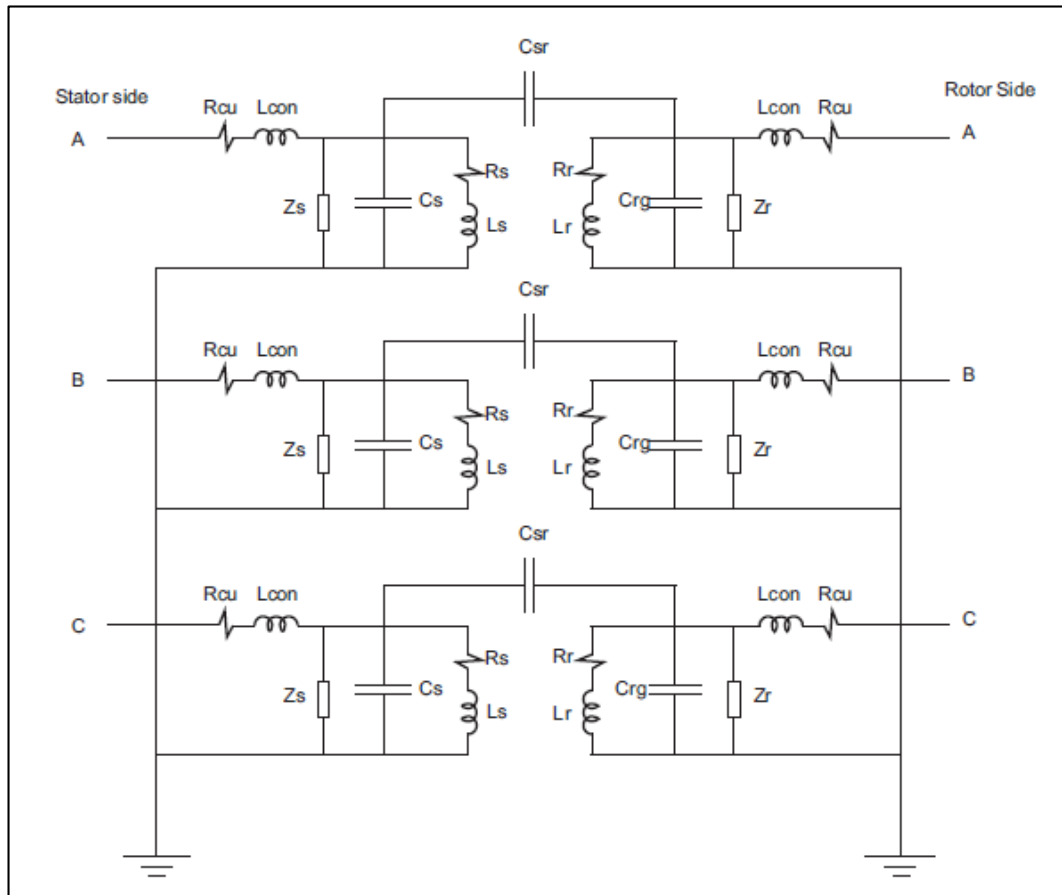 Csr
Stator side Rcu Lcon Lcon Rcu Rotor Side
A A
Zs Cs Rs Ls Rr Lr Crg Zr
Csr
Rcu Lcon Lcon Rcu
B B
Zs Cs Rs Ls Rr Lr Crg Zr
Csr
Rcu Lcon Lcon Rcu
C C
Zs Cs Rs Ls Rr Lr Crg Zr